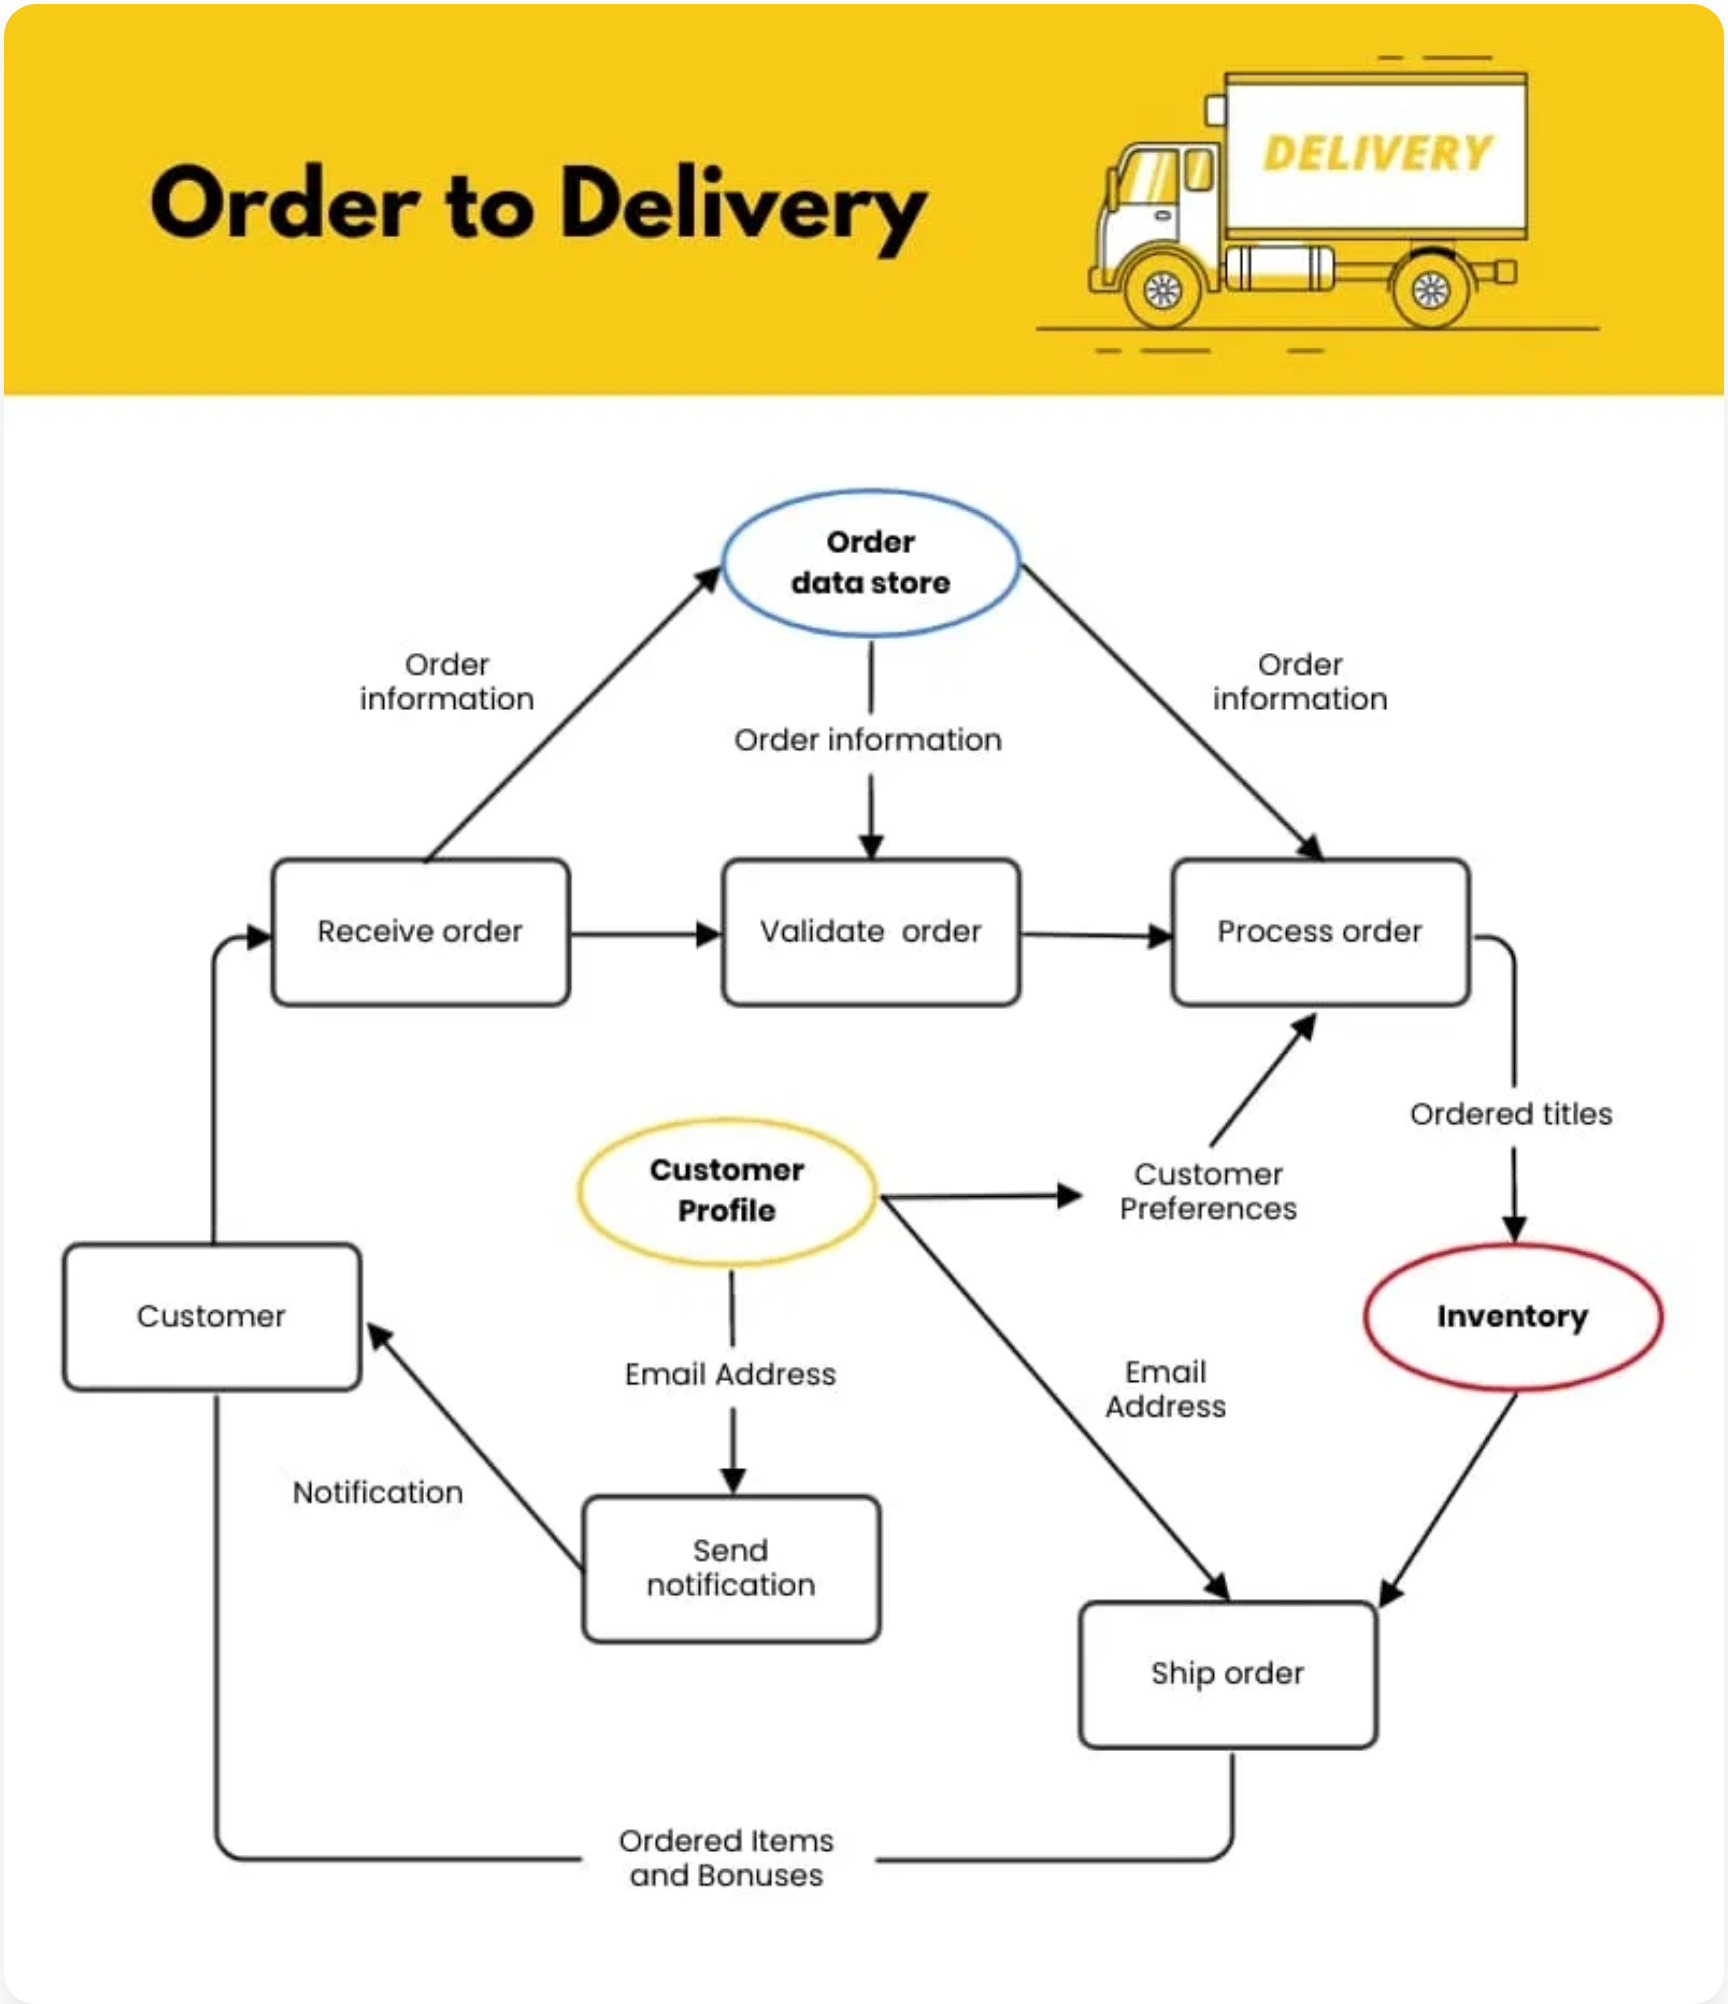 Order to Delivery
DELIVERY
Order
data store
Order
information
Order information
Order
information
Receive order
Validate order
Process order
Ordered titles
Customer
Profile
Customer
Preferences
Customer
Inventory
Email Address
Email
Address
Notification
Send
notification
Ship order
Ordered Items
and Bonuses